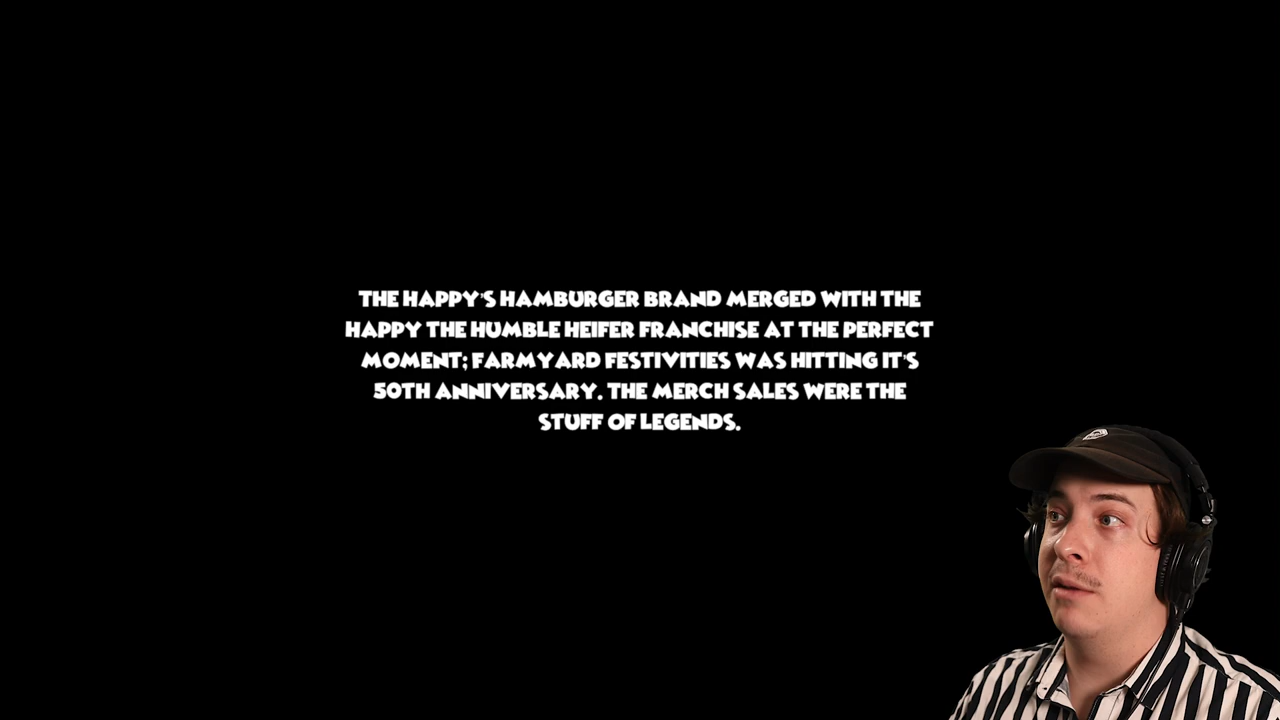 THE HAPPY'S HAMBURGER BRAND MERGED WITH THE
HAPPY THE HUMBLE HEIFER FRANCHISE AT THE PERFECT
MOMENT; FARMYARD FESTIVITIES WAS HITTING IT'S
50TH ANNIVERSARY. THE MERCH SALES WERE THE
STUFF OF LEGENDS.